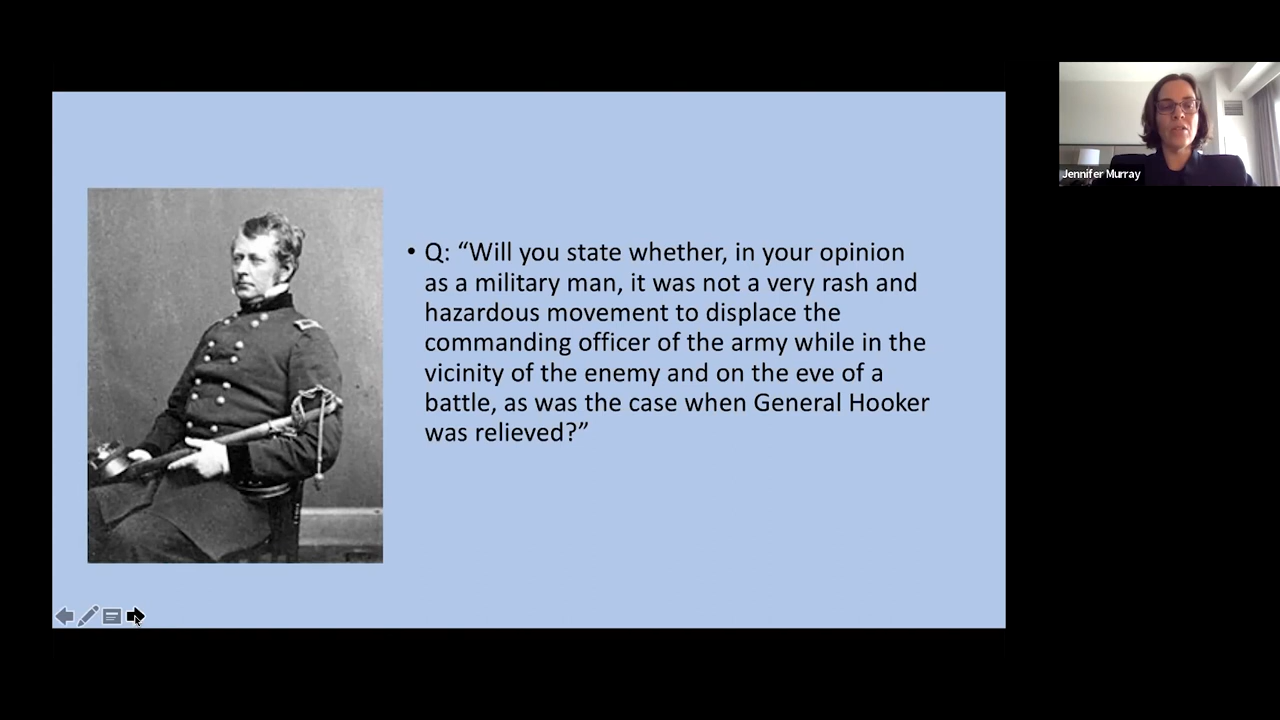 • Q: “Will you state whether, in your opinion
as a military man, it was not a very rash and
hazardous movement to displace the
commanding officer of the army while in the
vicinity of the enemy and on the eve of a
battle, as was the case when General Hooker
was relieved?”
Jennifer Murray